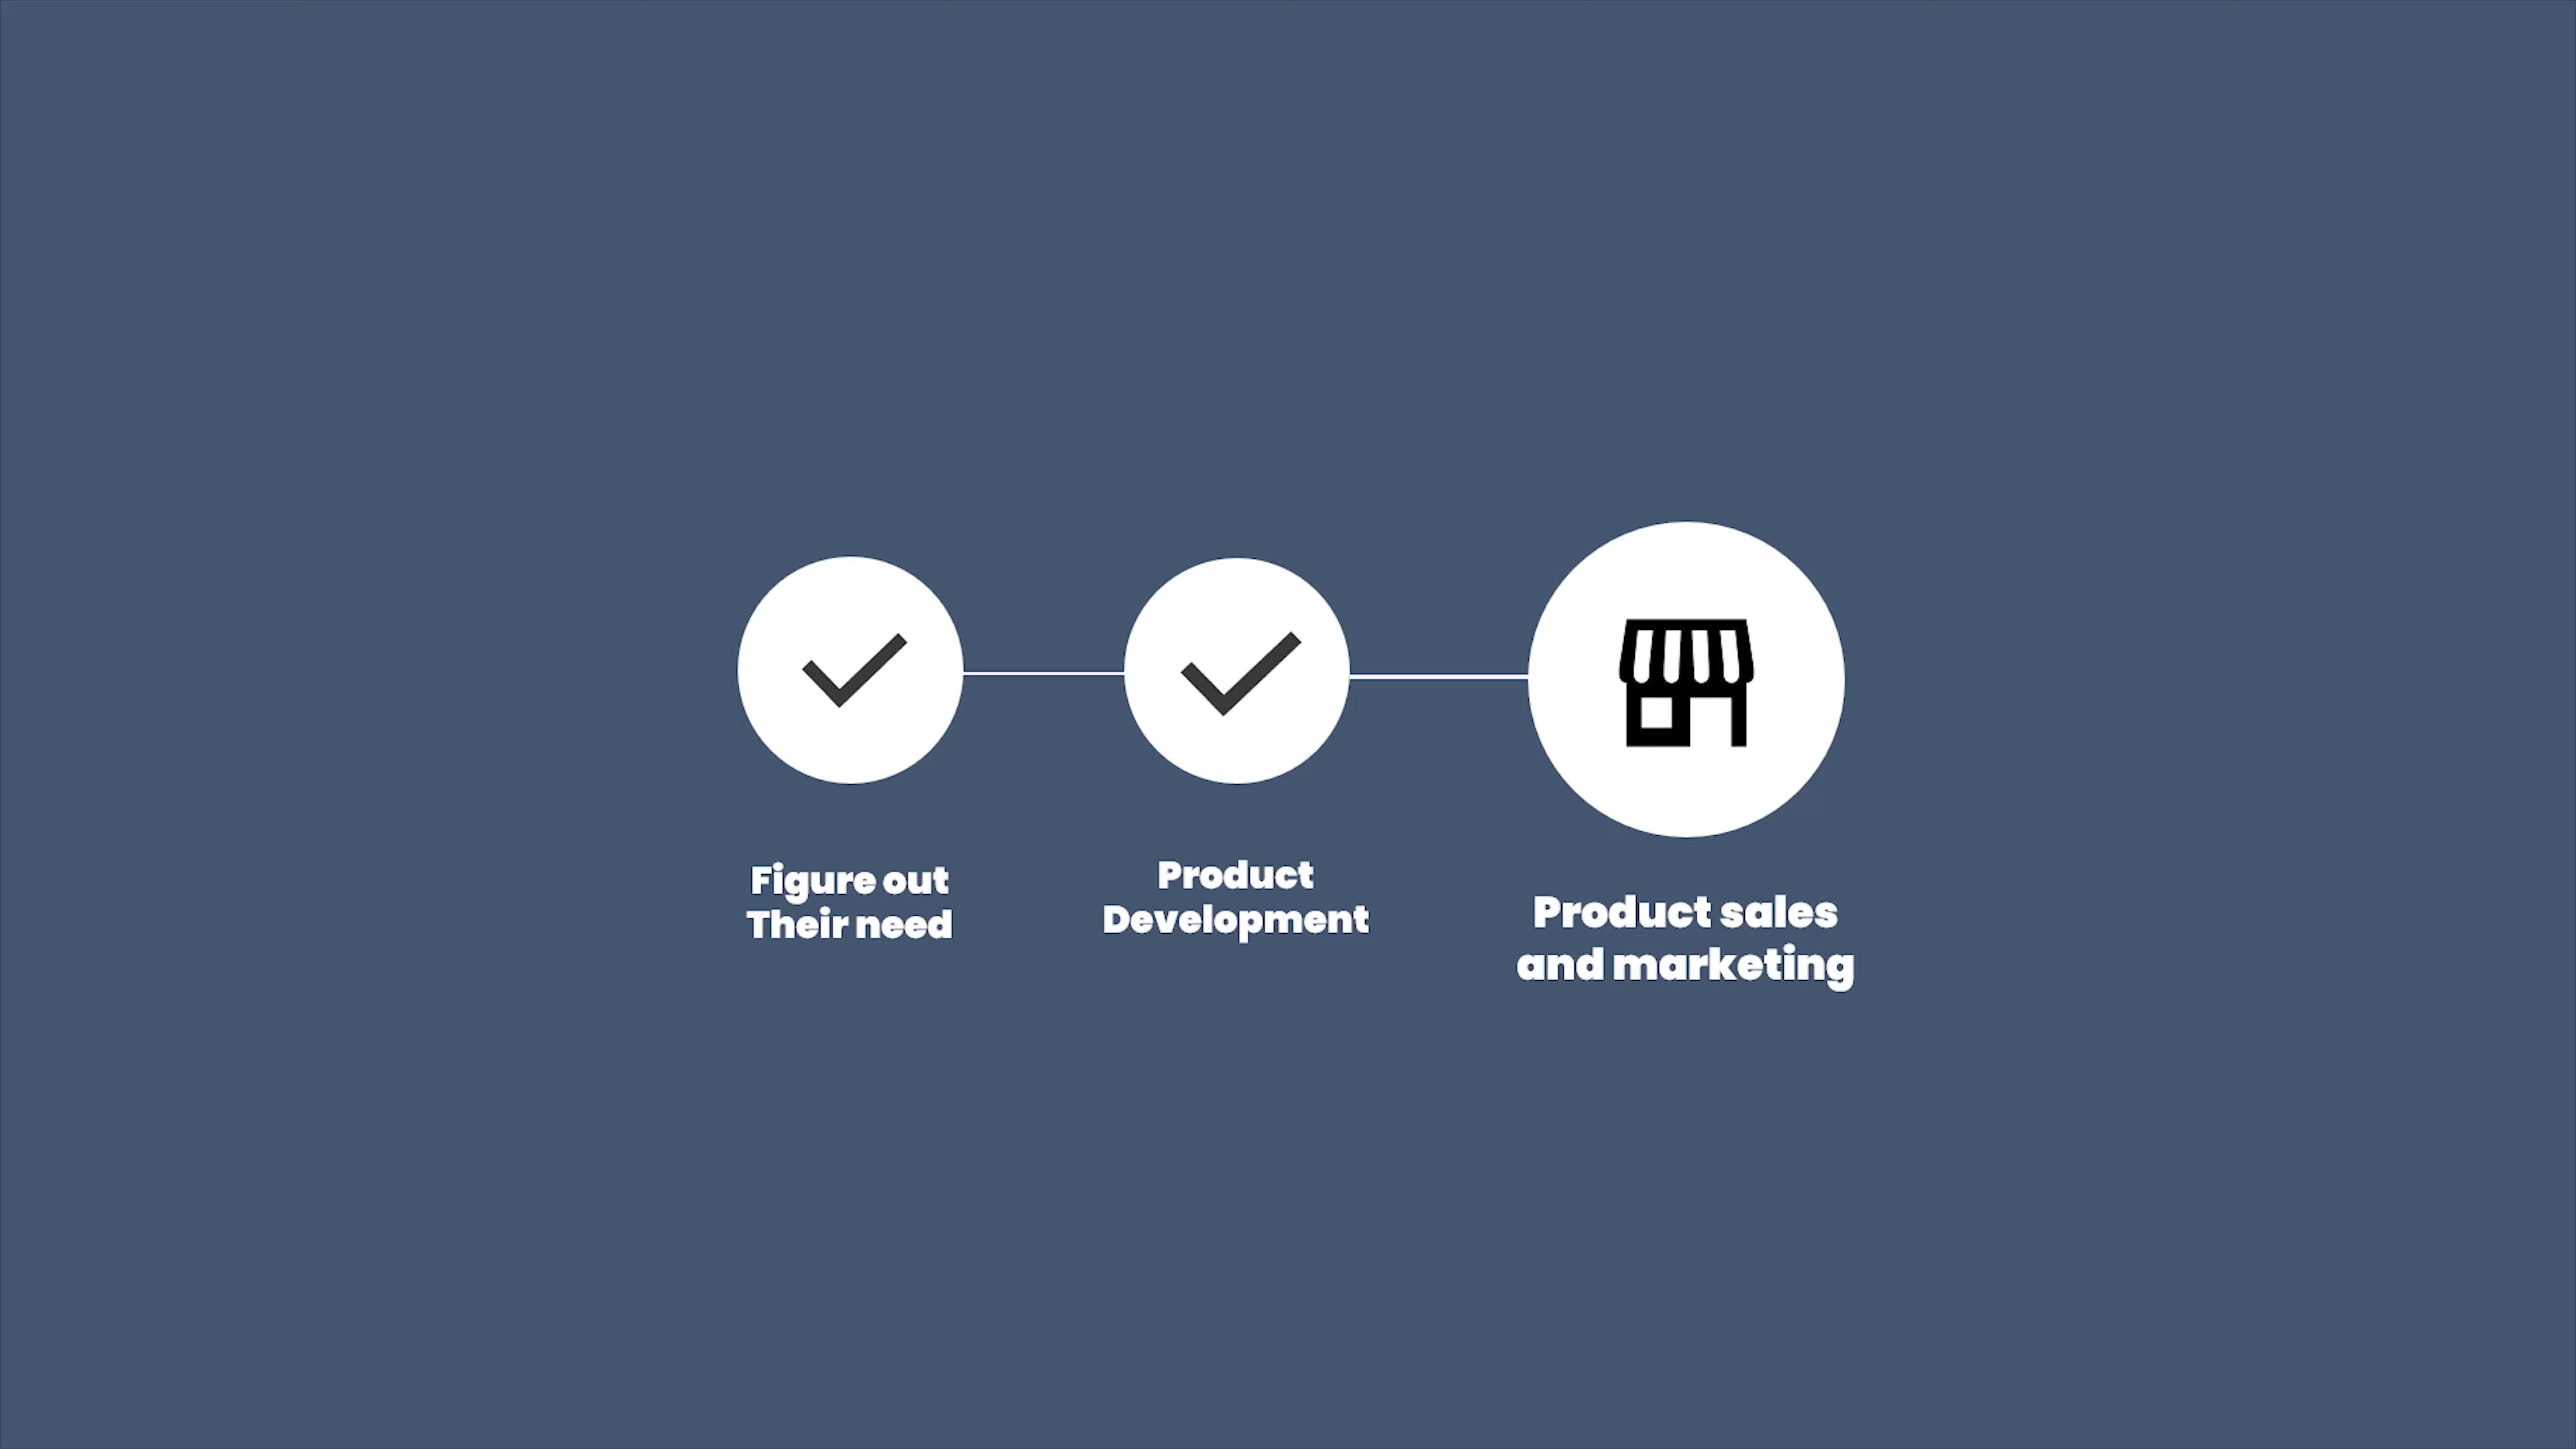 Figure out
Their need
Product
Development
Product sales
and marketing